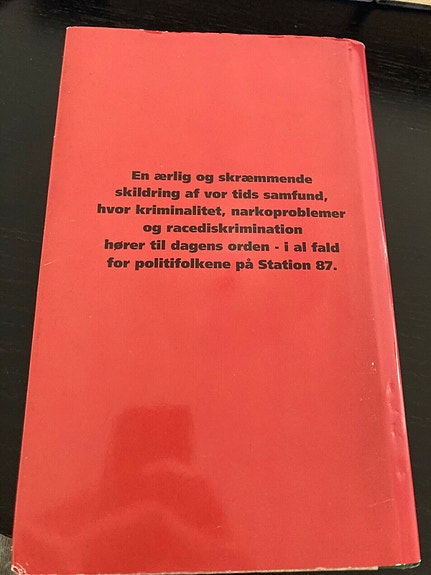 En ærlig og skræmmende
skildring af vor tids samfund,
hvor kriminalitet, narkoproblemer
og racediskrimination
hører til dagens orden - i al fald
for politifolkene på Station 87.